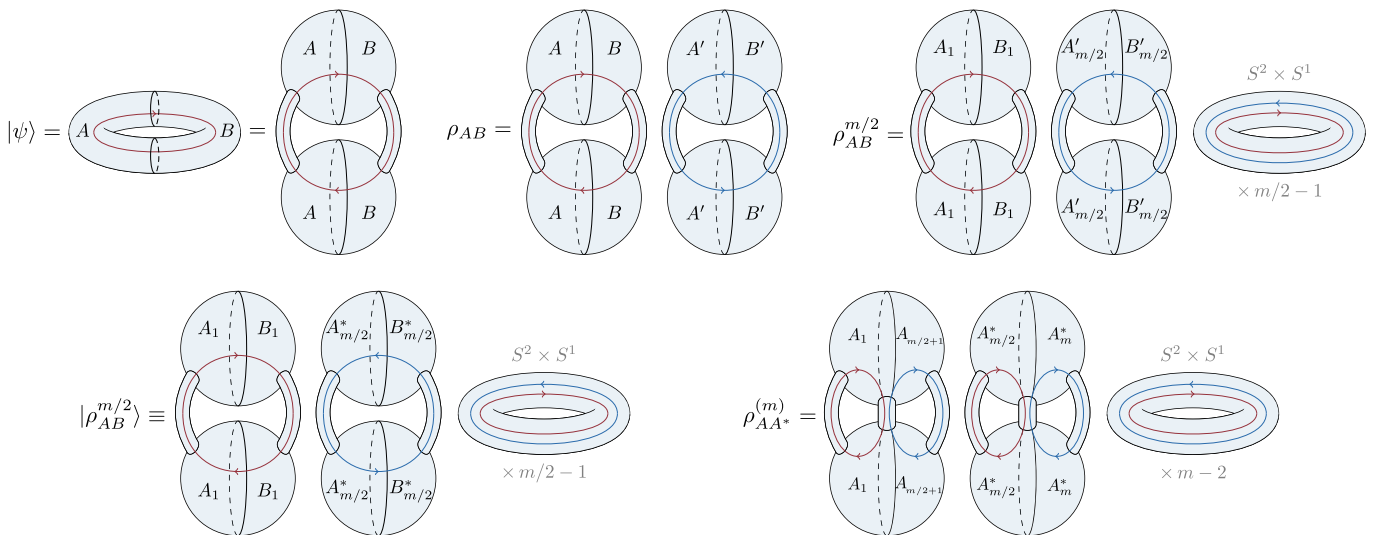 |ψ⟩ = A B = A B A B
ρ_{AB} = A B A B A′ B′ A′ B′
ρ_{AB}^{m/2} = A_1 B_1 A_1 B_1 A′_{m/2} B′_{m/2} A′_{m/2} B′_{m/2} S^2 × S^1 × m/2 − 1
|ρ_{AB}^{m/2}⟩ ≡ A_1 B_1 A_1 B_1 A^*_{m/2} B^*_{m/2} A^*_{m/2} B^*_{m/2} S^2 × S^1 × m/2 − 1
ρ_{AA^*}^{(m)} = A_1 A_{m/2+1} A_1 A_{m/2+1} A^*_{m/2} A^*_m A^*_{m/2} A^*_m S^2 × S^1 × m − 2